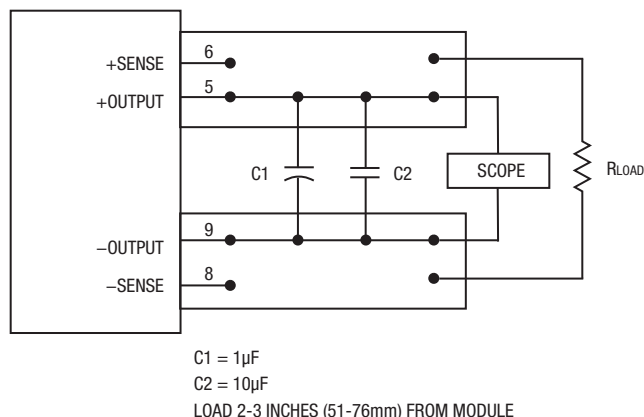 +SENSE 6
+OUTPUT 5
C1 C2 SCOPE RLOAD
−OUTPUT 9
−SENSE 8
C1 = 1µF
C2 = 10µF
LOAD 2-3 INCHES (51-76mm) FROM MODULE